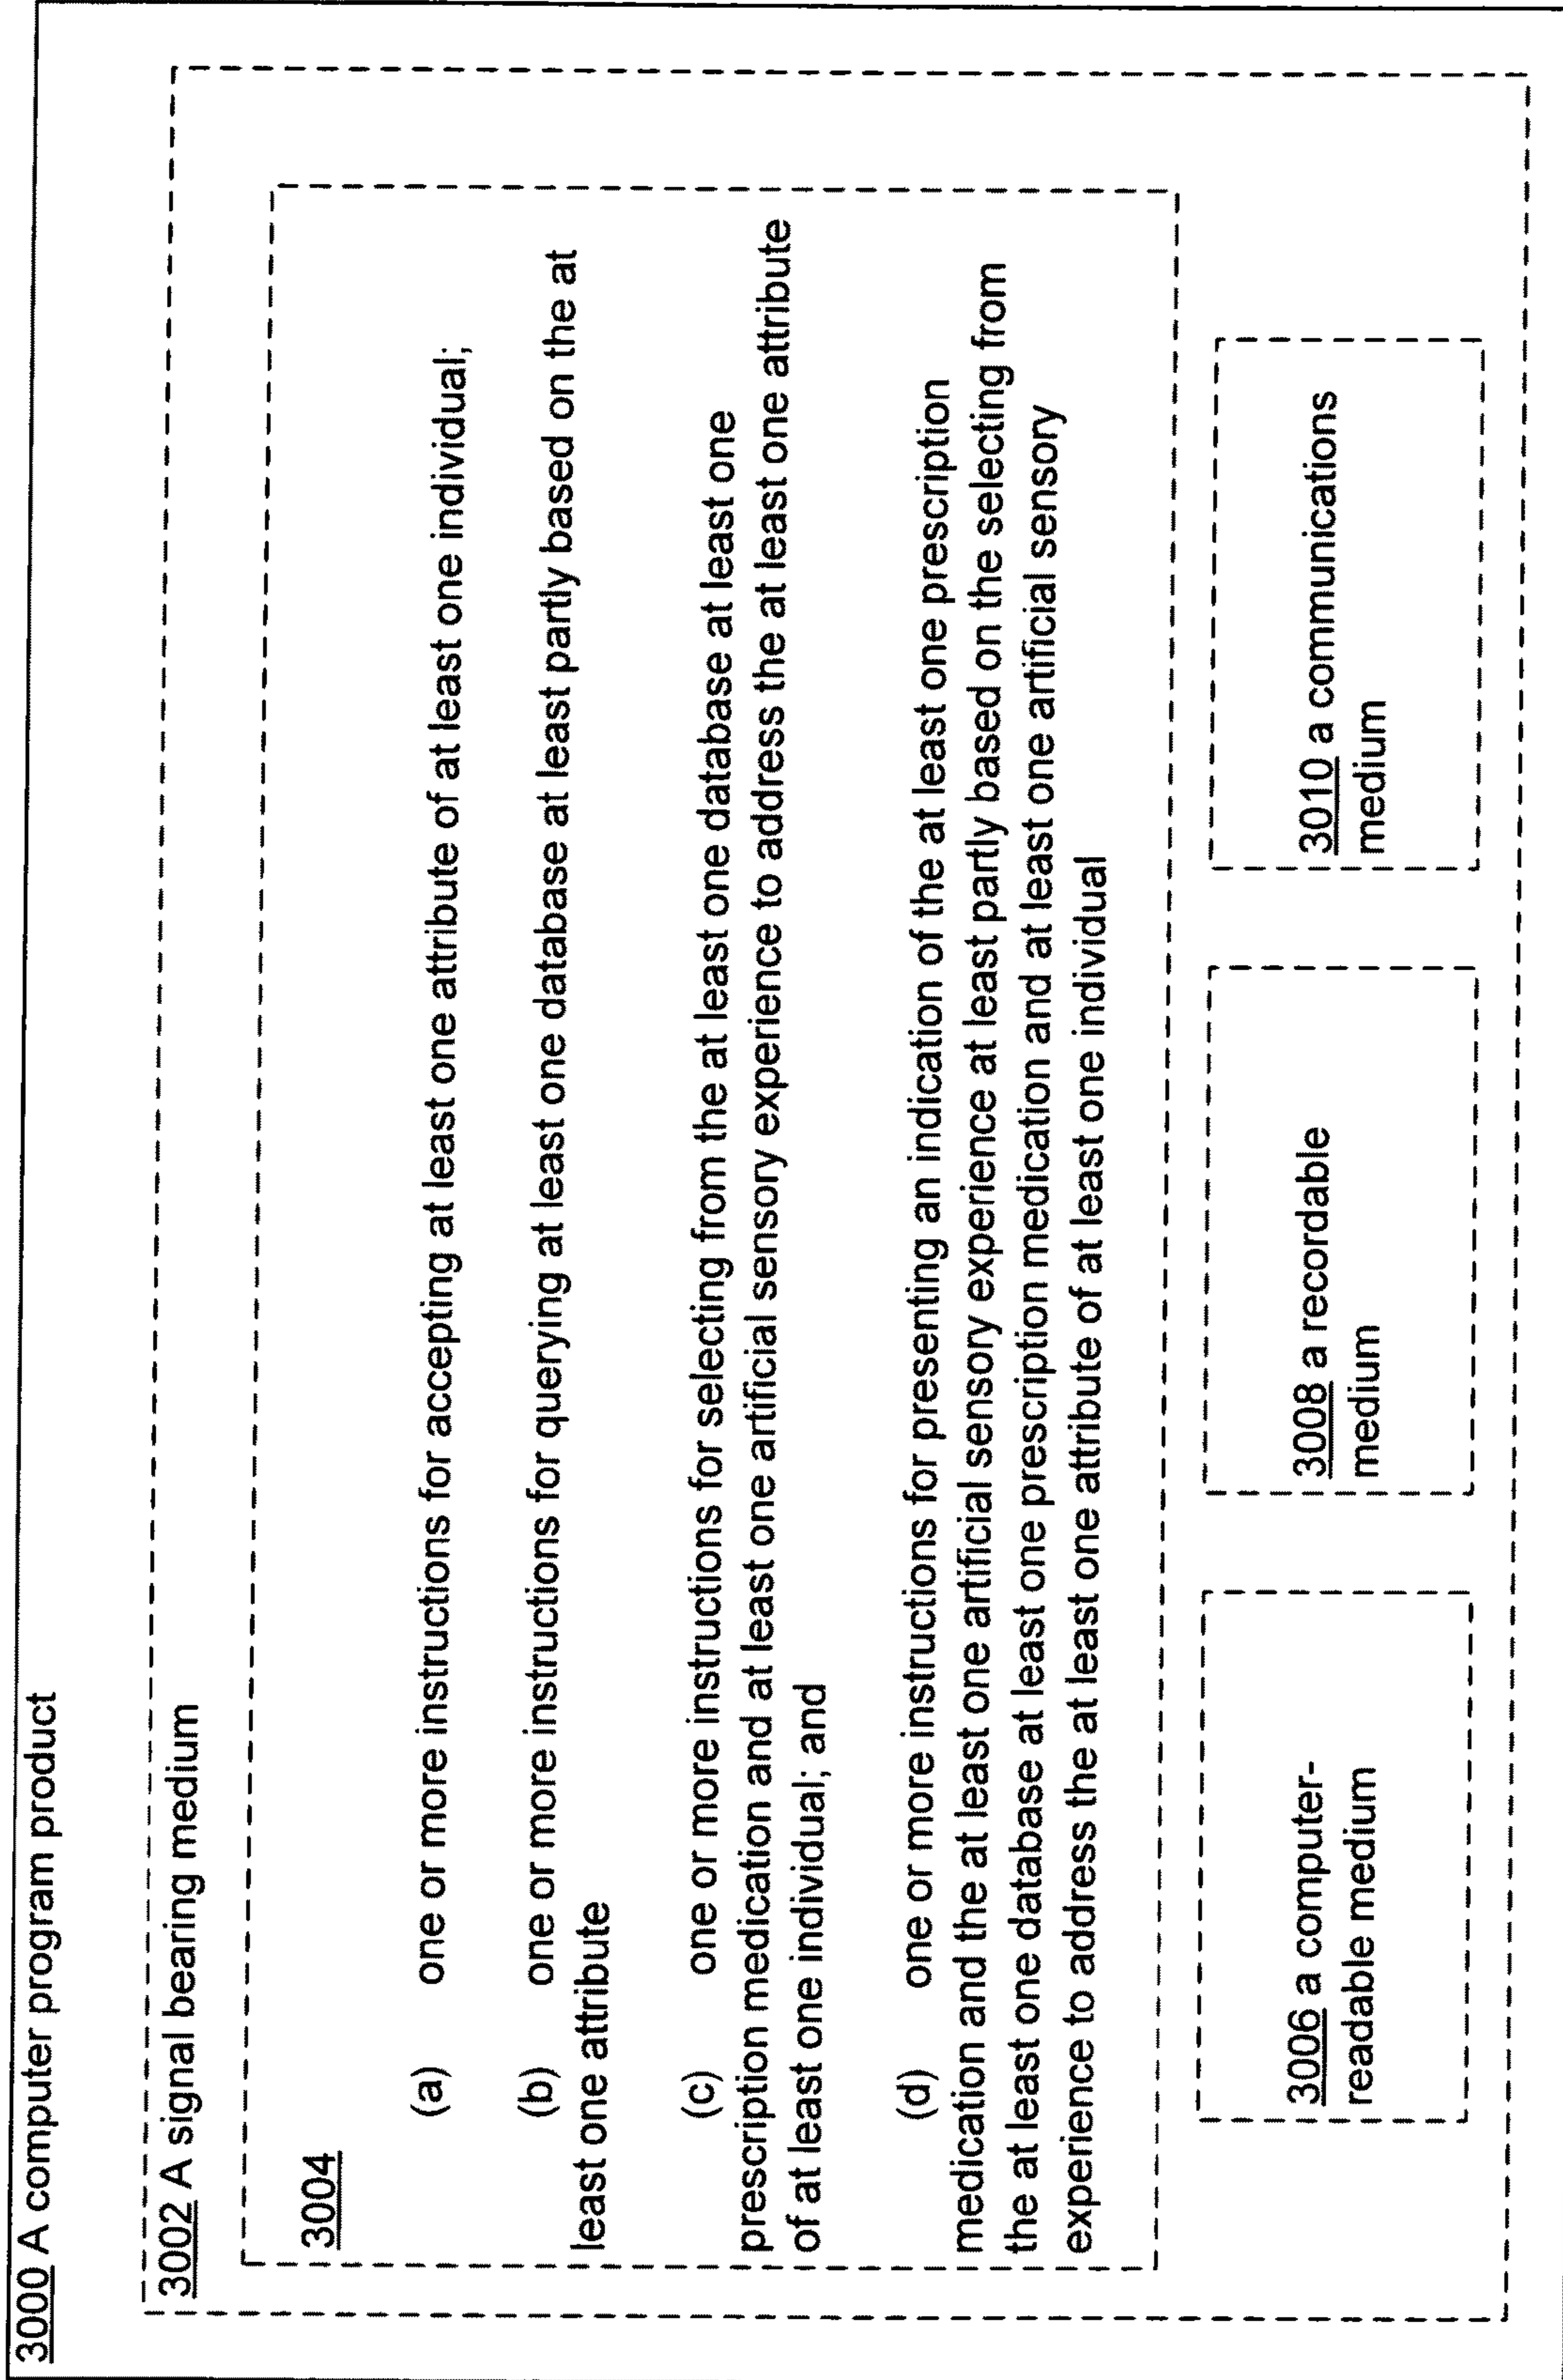 3000 A computer program product
3002 A signal bearing medium
3004
(a) one or more instructions for accepting at least one attribute of at least one individual;
(b) one or more instructions for querying at least one database at least partly based on the at
least one attribute
(c) one or more instructions for selecting from the at least one database at least one
prescription medication and at least one artificial sensory experience to address the at least one attribute
of at least one individual; and
(d) one or more instructions for presenting an indication of the at least one prescription
medication and the at least one artificial sensory experience at least partly based on the selecting from
the at least one database at least one prescription medication and at least one artificial sensory
experience to address the at least one attribute of at least one individual
3006 a computer-
readable medium
3008 a recordable
medium
3010 a communications
medium